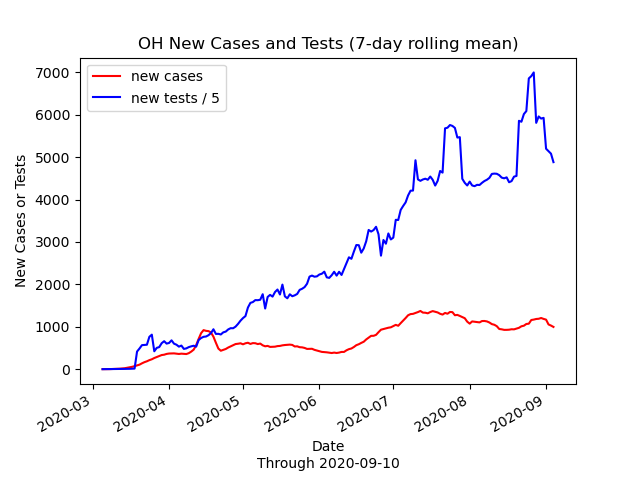 OH New Cases and Tests (7-day rolling mean)
new cases
new tests / 5
7000
6000
5000
4000
3000
2000
1000
0
New Cases or Tests
2020-03
2020-04
2020-05
2020-06
2020-07
2020-08
2020-09
Date
Through 2020-09-10